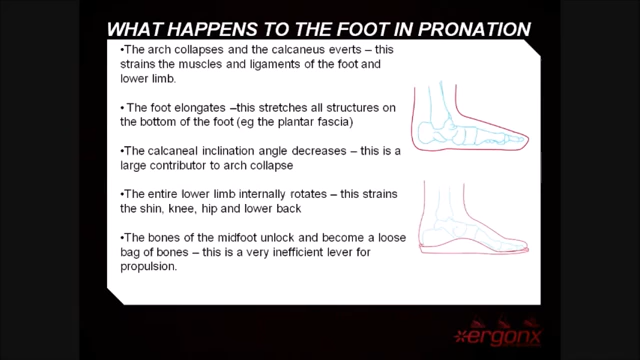 WHAT HAPPENS TO THE FOOT IN PRONATION
•The arch collapses and the calcaneus everts – this
strains the muscles and ligaments of the foot and
lower limb.
• The foot elongates –this stretches all structures on
the bottom of the foot (eg the plantar fascia)
•The calcaneal inclination angle decreases – this is a
large contributor to arch collapse
•The entire lower limb internally rotates – this strains
the shin, knee, hip and lower back
•The bones of the midfoot unlock and become a loose
bag of bones – this is a very inefficient lever for
propulsion.
ergonx